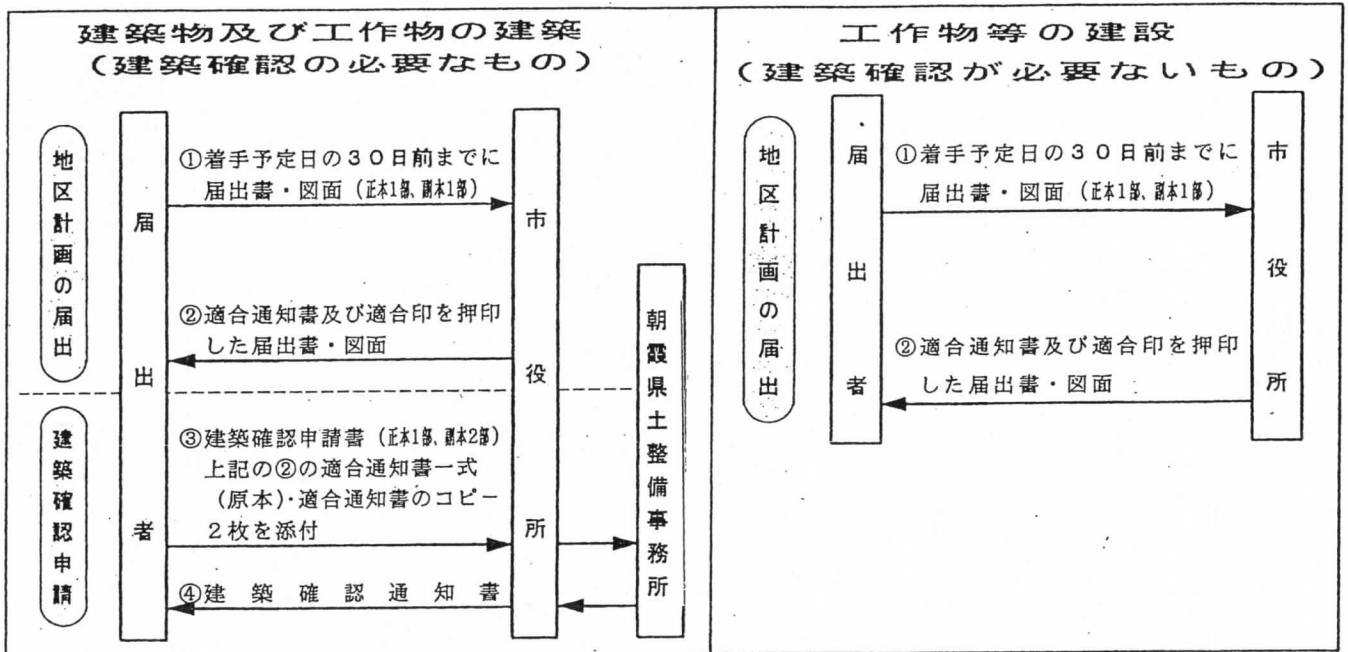 建築物及び工作物の建築
（建築確認の必要なもの）
地区計画の届出
届出者
①着手予定日の３０日前までに
届出書・図面（正本1部、副本1部）
市役所
②適合通知書及び適合印を押印
した届出書・図面
朝霞県土整備事務所
建築確認申請
③建築確認申請書（正本1部、副本2部）
上記の②の適合通知書一式
（原本）・適合通知書のコピー
２枚を添付
④建築確認通知書
工作物等の建設
（建築確認が必要ないもの）
地区計画の届出
届出者
①着手予定日の３０日前までに
届出書・図面（正本1部、副本1部）
市役所
②適合通知書及び適合印を押印
した届出書・図面